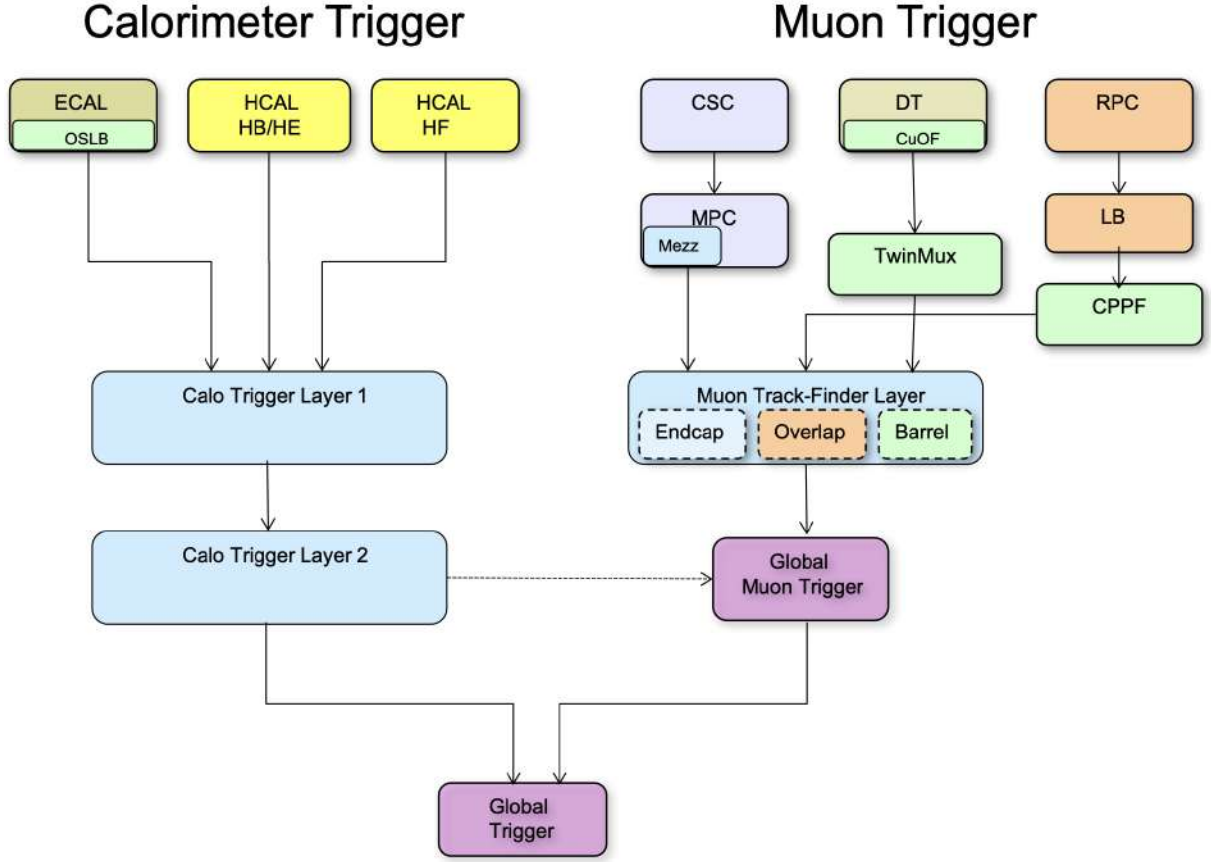 Calorimeter Trigger
Muon Trigger
ECAL
OSLB
HCAL
HB/HE
HCAL
HF
CSC
DT
CuOF
RPC
MPC
Mezz
LB
TwinMux
CPPF
Calo Trigger Layer 1
Muon Track-Finder Layer
Endcap
Overlap
Barrel
Calo Trigger Layer 2
Global
Muon Trigger
Global
Trigger